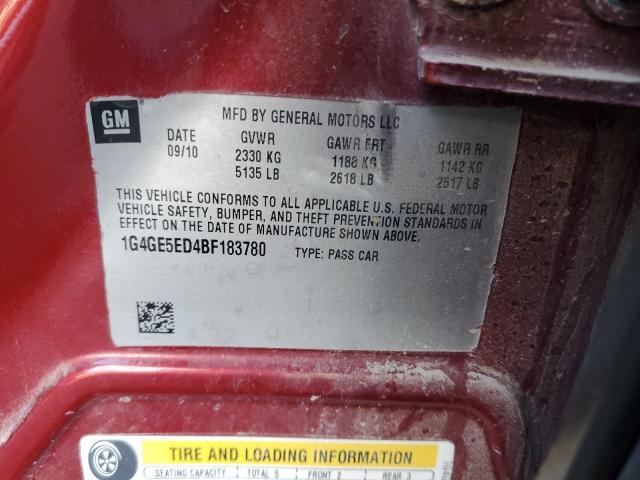 GM
MFD BY GENERAL MOTORS LLC
DATE GVWR GAWR FRT GAWR RR
09/10 2330 KG 1188 KG 1142 KG
5135 LB 2618 LB 2517 LB
THIS VEHICLE CONFORMS TO ALL APPLICABLE U.S. FEDERAL MOTOR
VEHICLE SAFETY, BUMPER, AND THEFT PREVENTION STANDARDS IN
EFFECT ON THE DATE OF MANUFACTURE SHOWN ABOVE.
1G4GE5ED4BF183780 TYPE: PASS CAR
TIRE AND LOADING INFORMATION
SEATING CAPACITY TOTAL 5 FRONT 2 REAR 3